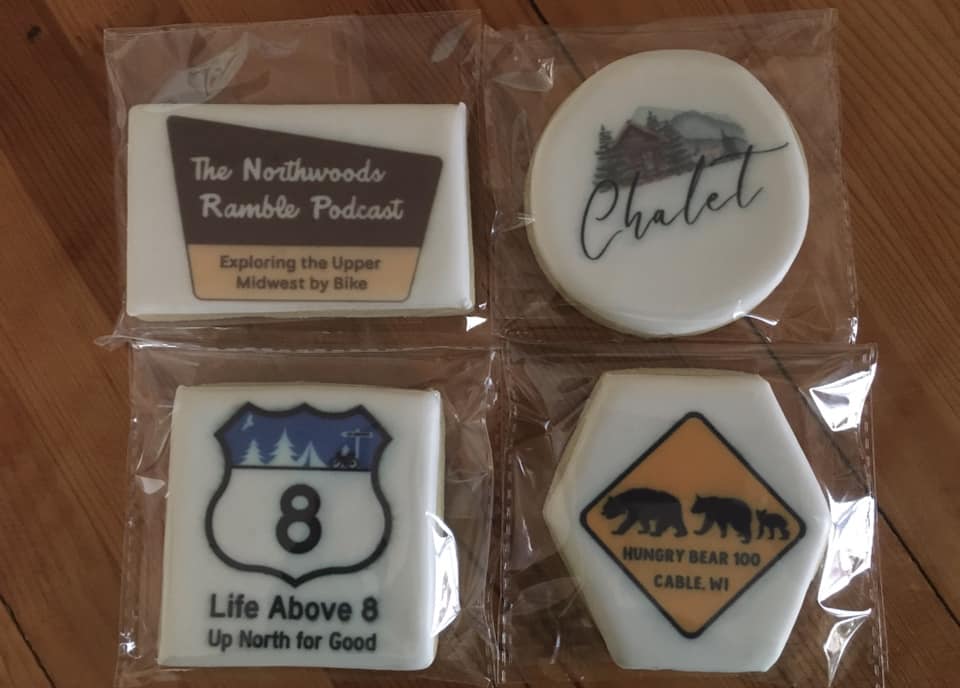 The Northwoods
Ramble Podcast
Exploring the Upper
Midwest by Bike
Chalet
8
Life Above 8
Up North for Good
HUNGRY BEAR 100
CABLE, WI